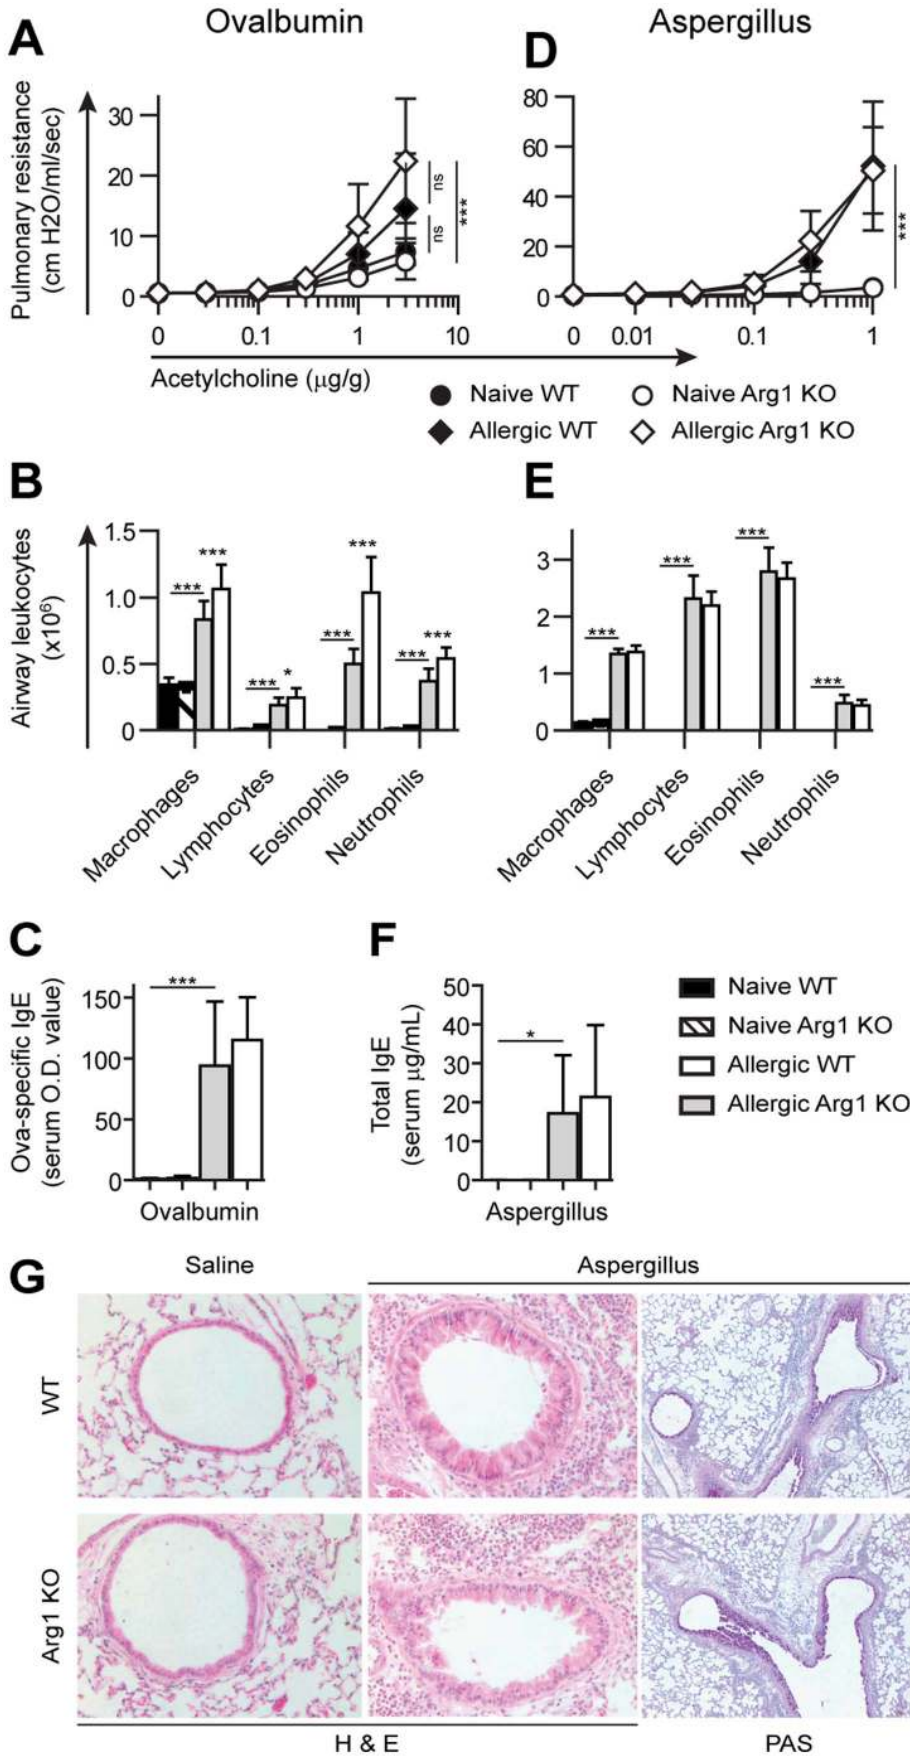 Ovalbumin
Aspergillus
A
D
Pulmonary resistance
(cm H2O/ml/sec)
30
20
10
0
ns
ns
***
0
0.1
1
10
80
60
40
20
0
***
0
0.01
0.1
1
Acetylcholine (μg/g)
Naive WT
Naive Arg1 KO
Allergic WT
Allergic Arg1 KO
B
E
Airway leukocytes
(x10⁶)
1.5
1.0
0.5
0
***
***
***
*
***
***
***
***
Macrophages
Lymphocytes
Eosinophils
Neutrophils
3
2
1
0
***
***
***
***
Macrophages
Lymphocytes
Eosinophils
Neutrophils
C
F
Ova-specific IgE
(serum O.D. value)
150
100
50
0
***
Ovalbumin
Total IgE
(serum μg/mL)
50
40
30
20
10
0
*
Aspergillus
Naive WT
Naive Arg1 KO
Allergic WT
Allergic Arg1 KO
G
Saline
Aspergillus
WT
Arg1 KO
H & E
PAS